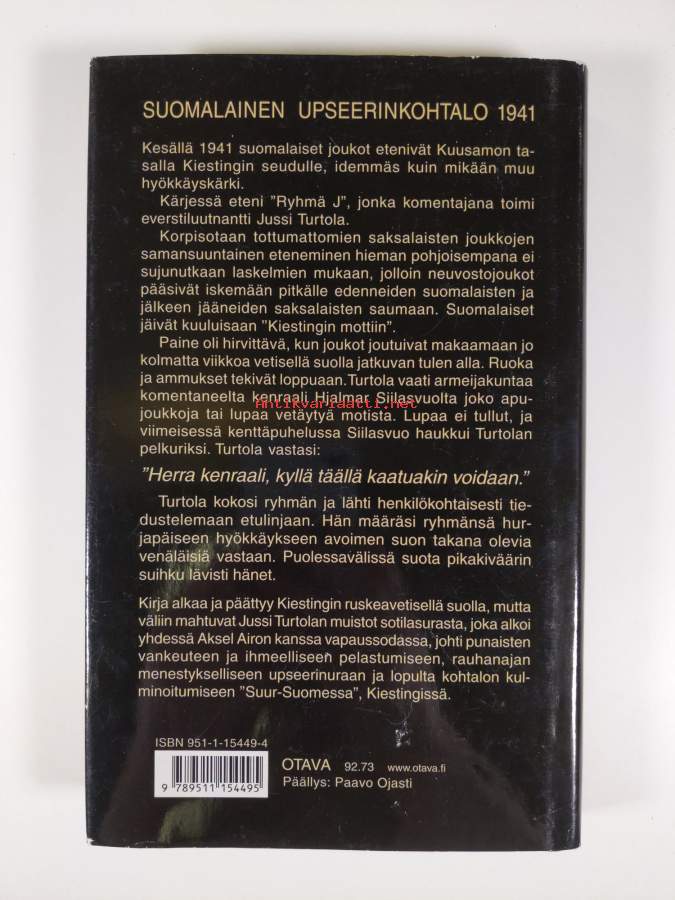 SUOMALAINEN UPSEERINKOHTALO 1941
Kesällä 1941 suomalaiset joukot etenivät Kuusamon ta-
salla Kiestingin seudulle, idemmäs kuin mikään muu
hyökkäyskärki.
Kärjessä eteni ”Ryhmä J”, jonka komentajana toimi
everstiluutnantti Jussi Turtola.
Korpisotaan tottumattomien saksalaisten joukkojen
samansuuntainen eteneminen hieman pohjoisempana ei
sujunutkaan laskelmien mukaan, jolloin neuvostojoukot
pääsivät iskemään pitkälle edenneiden suomalaisten ja
jälkeen jääneiden saksalaisten saumaan. Suomalaiset
jäivät kuuluisaan ”Kiestingin mottiin”.
Paine oli hirvittävä, kun joukot joutuivat makaamaan jo
kolmatta viikkoa vetisellä suolla jatkuvan tulen alla. Ruoka
ja ammukset tekivät loppuaan. Turtola vaati armeijakuntaa
komentaneelta kenraali Hjalmar Siilasvuolta joko apu-
Antikvariaatti.net
joukkoja tai lupaa vetäytyä motista. Lupaa ei tullut, ja
viimeisessä kenttäpuhelussa Siilasvuo haukkui Turtolan
pelkuriksi. Turtola vastasi:
”Herra kenraali, kyllä täällä kaatuakin voidaan.”
Turtola kokosi ryhmän ja lähti henkilökohtaisesti tie-
dustelemaan etulinjaan. Hän määräsi ryhmänsä hur-
japäiseen hyökkäykseen avoimen suon takana olevia
venäläisiä vastaan. Puolessavälissä suota pikakiväärin
suihku lävisti hänet.
Kirja alkaa ja päättyy Kiestingin ruskeavetisellä suolla, mutta
väliin mahtuvat Jussi Turtolan muistot sotilasurasta, joka alkoi
yhdessä Aksel Airon kanssa vapaussodassa, johti punaisten
vankeuteen ja ihmeelliseen pelastumiseen, rauhanajan
menestykselliseen upseerinuraan ja lopulta kohtalon kul-
minoitumiseen ”Suur-Suomessa”, Kiestingissä.
ISBN 951-1-15449-4
9 789511 154495
OTAVA 92.73 www.otava.fi
Päällys: Paavo Ojasti